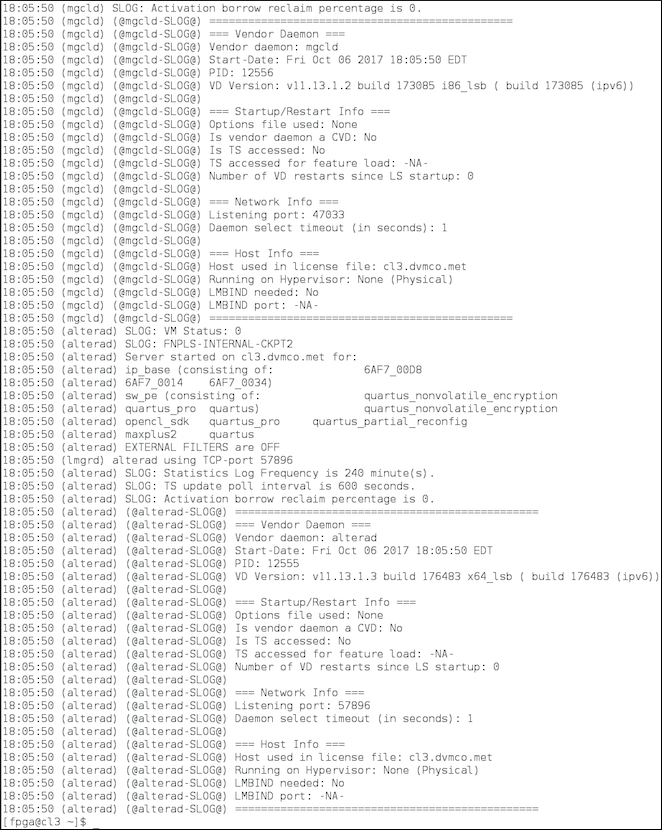 18:05:50 (mgcld) SLOG: Activation borrow reclaim percentage is 0.
18:05:50 (mgcld) (@mgcld-SLOG@) ===============================================
18:05:50 (mgcld) (@mgcld-SLOG@) === Vendor Daemon ===
18:05:50 (mgcld) (@mgcld-SLOG@) Vendor daemon: mgcld
18:05:50 (mgcld) (@mgcld-SLOG@) Start-Date: Fri Oct 06 2017 18:05:50 EDT
18:05:50 (mgcld) (@mgcld-SLOG@) PID: 12556
18:05:50 (mgcld) (@mgcld-SLOG@) VD Version: v11.13.1.2 build 173085 i86_lsb ( build 173085 (ipv6))
18:05:50 (mgcld) (@mgcld-SLOG@)
18:05:50 (mgcld) (@mgcld-SLOG@) === Startup/Restart Info ===
18:05:50 (mgcld) (@mgcld-SLOG@) Options file used: None
18:05:50 (mgcld) (@mgcld-SLOG@) Is vendor daemon a CVD: No
18:05:50 (mgcld) (@mgcld-SLOG@) Is TS accessed: No
18:05:50 (mgcld) (@mgcld-SLOG@) TS accessed for feature load: -NA-
18:05:50 (mgcld) (@mgcld-SLOG@) Number of VD restarts since LS startup: 0
18:05:50 (mgcld) (@mgcld-SLOG@)
18:05:50 (mgcld) (@mgcld-SLOG@) === Network Info ===
18:05:50 (mgcld) (@mgcld-SLOG@) Listening port: 47033
18:05:50 (mgcld) (@mgcld-SLOG@) Daemon select timeout (in seconds): 1
18:05:50 (mgcld) (@mgcld-SLOG@)
18:05:50 (mgcld) (@mgcld-SLOG@) === Host Info ===
18:05:50 (mgcld) (@mgcld-SLOG@) Host used in license file: cl3.dvmco.met
18:05:50 (mgcld) (@mgcld-SLOG@) Running on Hypervisor: None (Physical)
18:05:50 (mgcld) (@mgcld-SLOG@) LMBIND needed: No
18:05:50 (mgcld) (@mgcld-SLOG@) LMBIND port: -NA-
18:05:50 (mgcld) (@mgcld-SLOG@) ===============================================
18:05:50 (alterad) SLOG: VM Status: 0
18:05:50 (alterad) SLOG: FNPLS-INTERNAL-CKPT2
18:05:50 (alterad) Server started on cl3.dvmco.met for:
18:05:50 (alterad) ip_base (consisting of: 6AF7_00D8
18:05:50 (alterad) 6AF7_0014 6AF7_0034)
18:05:50 (alterad) sw_pe (consisting of: quartus_nonvolatile_encryption
18:05:50 (alterad) quartus_pro quartus) quartus_nonvolatile_encryption
18:05:50 (alterad) opencl_sdk quartus_pro quartus_partial_reconfig
18:05:50 (alterad) maxplus2 quartus
18:05:50 (alterad) EXTERNAL FILTERS are OFF
18:05:50 (lmgrd) alterad using TCP-port 57896
18:05:50 (alterad) SLOG: Statistics Log Frequency is 240 minute(s).
18:05:50 (alterad) SLOG: TS update poll interval is 600 seconds.
18:05:50 (alterad) SLOG: Activation borrow reclaim percentage is 0.
18:05:50 (alterad) (@alterad-SLOG@) ===============================================
18:05:50 (alterad) (@alterad-SLOG@) === Vendor Daemon ===
18:05:50 (alterad) (@alterad-SLOG@) Vendor daemon: alterad
18:05:50 (alterad) (@alterad-SLOG@) Start-Date: Fri Oct 06 2017 18:05:50 EDT
18:05:50 (alterad) (@alterad-SLOG@) PID: 12555
18:05:50 (alterad) (@alterad-SLOG@) VD Version: v11.13.1.3 build 176483 x64_lsb ( build 176483 (ipv6))
18:05:50 (alterad) (@alterad-SLOG@)
18:05:50 (alterad) (@alterad-SLOG@) === Startup/Restart Info ===
18:05:50 (alterad) (@alterad-SLOG@) Options file used: None
18:05:50 (alterad) (@alterad-SLOG@) Is vendor daemon a CVD: No
18:05:50 (alterad) (@alterad-SLOG@) Is TS accessed: No
18:05:50 (alterad) (@alterad-SLOG@) TS accessed for feature load: -NA-
18:05:50 (alterad) (@alterad-SLOG@) Number of VD restarts since LS startup: 0
18:05:50 (alterad) (@alterad-SLOG@)
18:05:50 (alterad) (@alterad-SLOG@) === Network Info ===
18:05:50 (alterad) (@alterad-SLOG@) Listening port: 57896
18:05:50 (alterad) (@alterad-SLOG@) Daemon select timeout (in seconds): 1
18:05:50 (alterad) (@alterad-SLOG@)
18:05:50 (alterad) (@alterad-SLOG@) === Host Info ===
18:05:50 (alterad) (@alterad-SLOG@) Host used in license file: cl3.dvmco.met
18:05:50 (alterad) (@alterad-SLOG@) Running on Hypervisor: None (Physical)
18:05:50 (alterad) (@alterad-SLOG@) LMBIND needed: No
18:05:50 (alterad) (@alterad-SLOG@) LMBIND port: -NA-
18:05:50 (alterad) (@alterad-SLOG@) ===============================================
[fpga@cl3 ~]$ _